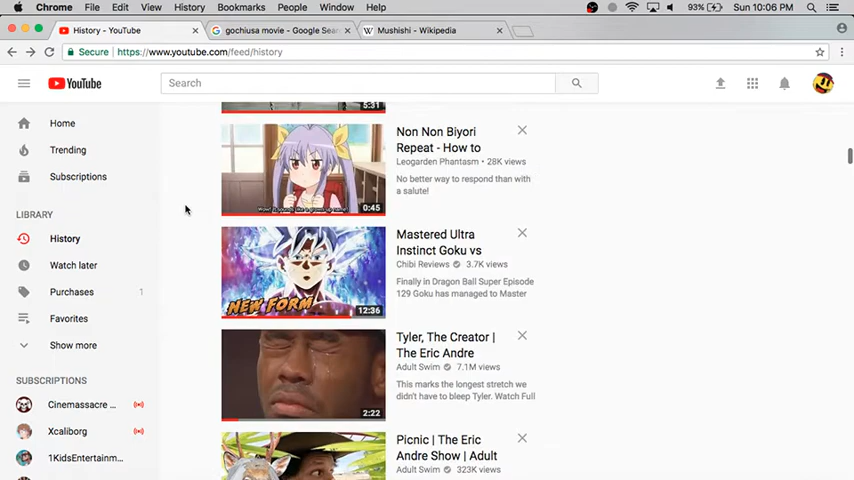 Chrome File Edit View History Bookmarks People Window Help 93% Sun 10:06 PM
History - YouTube gochiusa movie - Google Sear Mushishi - Wikipedia
Secure https://www.youtube.com/feed/history
YouTube Search
5:31
Home
Trending
Subscriptions
LIBRARY
History
Watch later
Purchases 1
Favorites
Show more
SUBSCRIPTIONS
Cinemassacre ...
Xcaliborg
1KidsEntertainm...
Non Non Biyori
Repeat - How to
Leogarden Phantasm • 28K views
No better way to respond than with
a salute!
0:45
Mastered Ultra
Instinct Goku vs
Chibi Reviews 3.7K views
Finally in Dragon Ball Super Episode
129 Goku has managed to Master
NEW FORM
12:36
Tyler, The Creator |
The Eric Andre
Adult Swim 7.1M views
This marks the longest stretch we
didn't have to bleep Tyler. Watch Full
2:22
Picnic | The Eric
Andre Show | Adult
Adult Swim 323K views